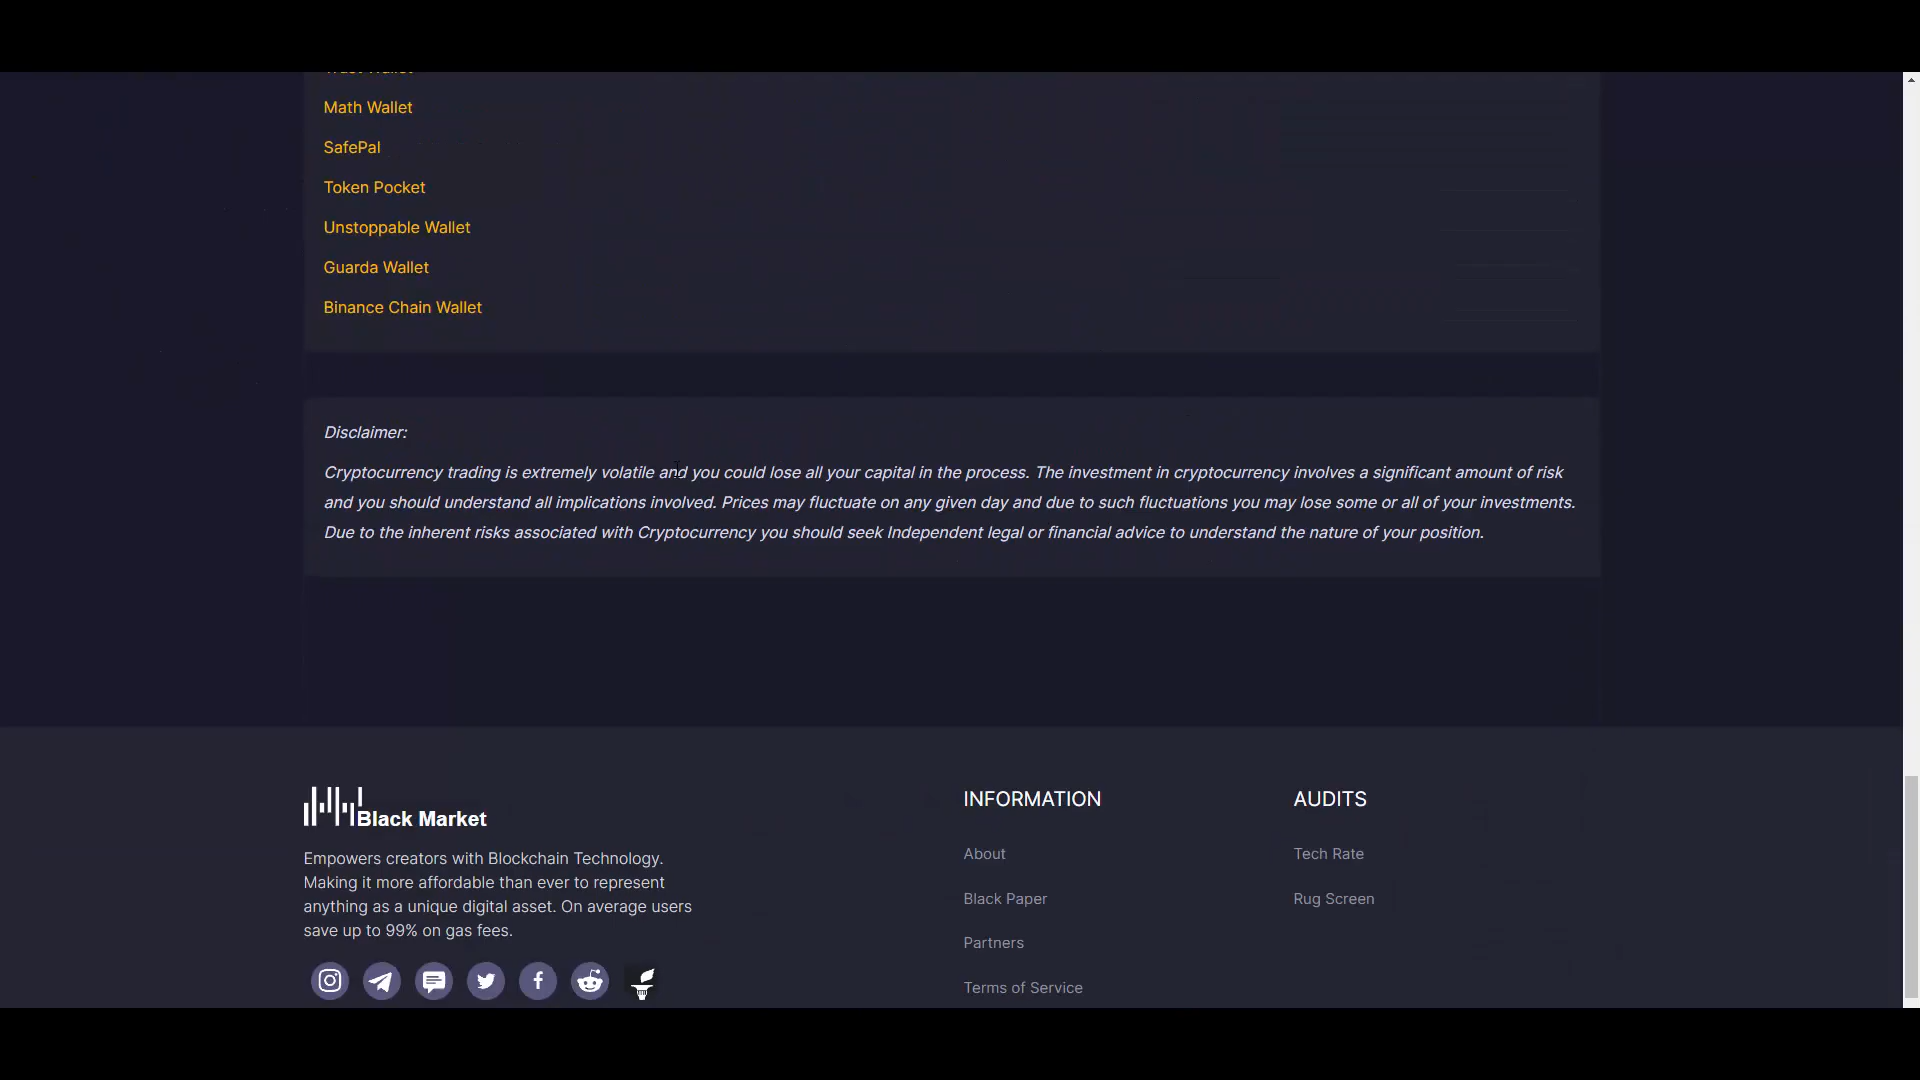 Trust Wallet
Math Wallet
SafePal
Token Pocket
Unstoppable Wallet
Guarda Wallet
Binance Chain Wallet
Disclaimer:
Cryptocurrency trading is extremely volatile and you could lose all your capital in the process. The investment in cryptocurrency involves a significant amount of risk
and you should understand all implications involved. Prices may fluctuate on any given day and due to such fluctuations you may lose some or all of your investments.
Due to the inherent risks associated with Cryptocurrency you should seek Independent legal or financial advice to understand the nature of your position.
Black Market
Empowers creators with Blockchain Technology.
Making it more affordable than ever to represent
anything as a unique digital asset. On average users
save up to 99% on gas fees.
INFORMATION
About
Black Paper
Partners
Terms of Service
AUDITS
Tech Rate
Rug Screen